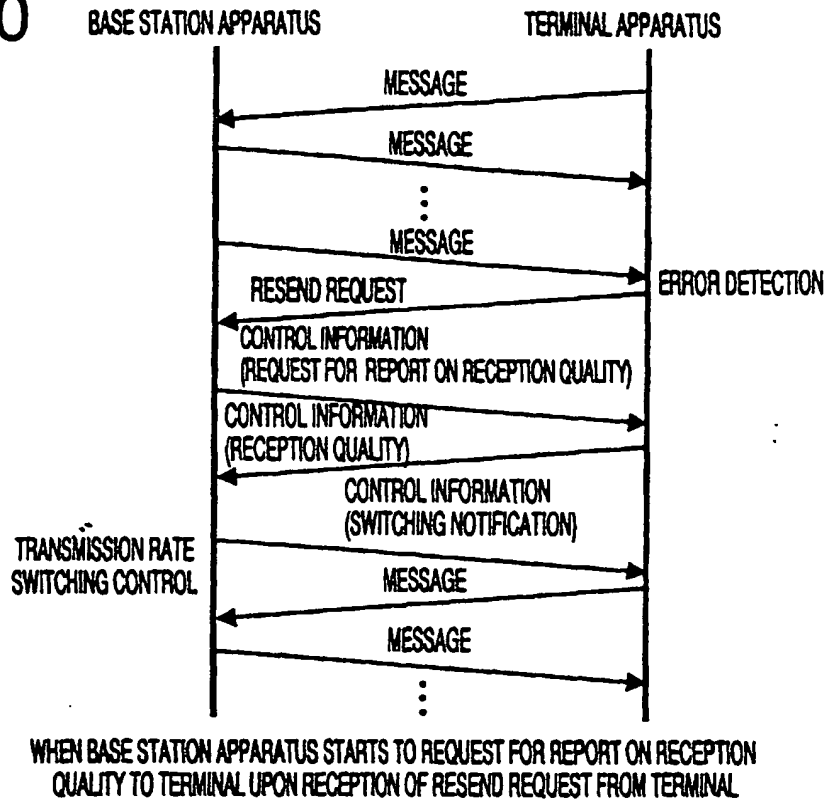 0
BASE STATION APPARATUS
TERMINAL APPARATUS
MESSAGE
MESSAGE
MESSAGE
ERROR DETECTION
RESEND REQUEST
CONTROL INFORMATION
(REQUEST FOR REPORT ON RECEPTION QUALITY)
CONTROL INFORMATION
(RECEPTION QUALITY)
CONTROL INFORMATION
(SWITCHING NOTIFICATION)
TRANSMISSION RATE
SWITCHING CONTROL
MESSAGE
MESSAGE
WHEN BASE STATION APPARATUS STARTS TO REQUEST FOR REPORT ON RECEPTION
QUALITY TO TERMINAL UPON RECEPTION OF RESEND REQUEST FROM TERMINAL